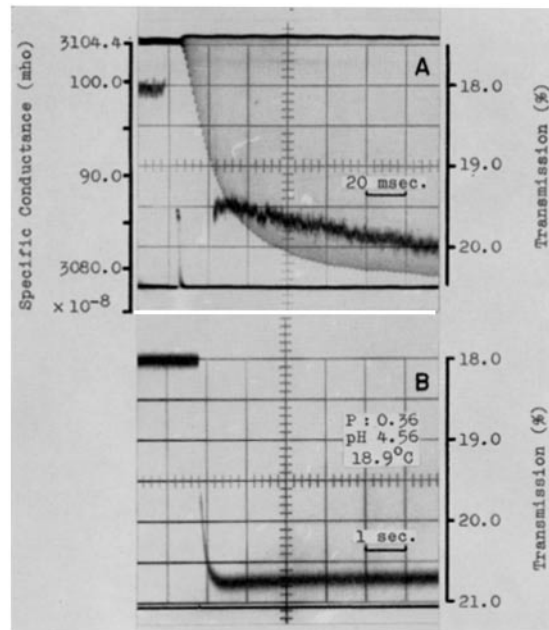 Specific Conductance (mho)
3104.4
100.0
90.0
3080.0
×10-8
A
20 msec.
18.0
19.0
20.0
Transmission (%)
B
P: 0.36
pH 4.56
18.9°C
1 sec.
18.0
19.0
20.0
21.0
Transmission (%)